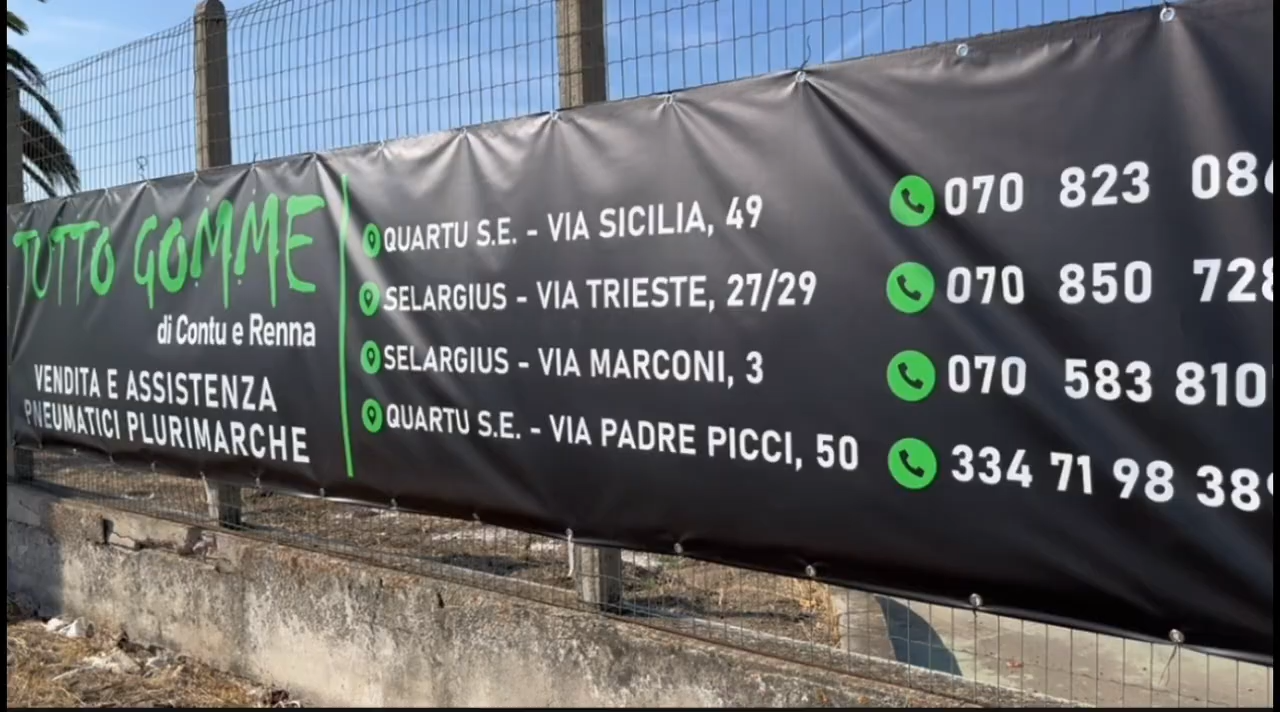 TUTTO GOMME
di Contu e Renna
VENDITA E ASSISTENZA
PNEUMATICI PLURIMARCHE
QUARTU S.E. - VIA SICILIA, 49
SELARGIUS - VIA TRIESTE, 27/29
SELARGIUS - VIA MARCONI, 3
QUARTU S.E. - VIA PADRE PICCI, 50
070 823
070 850
070 583 810
334 71 98